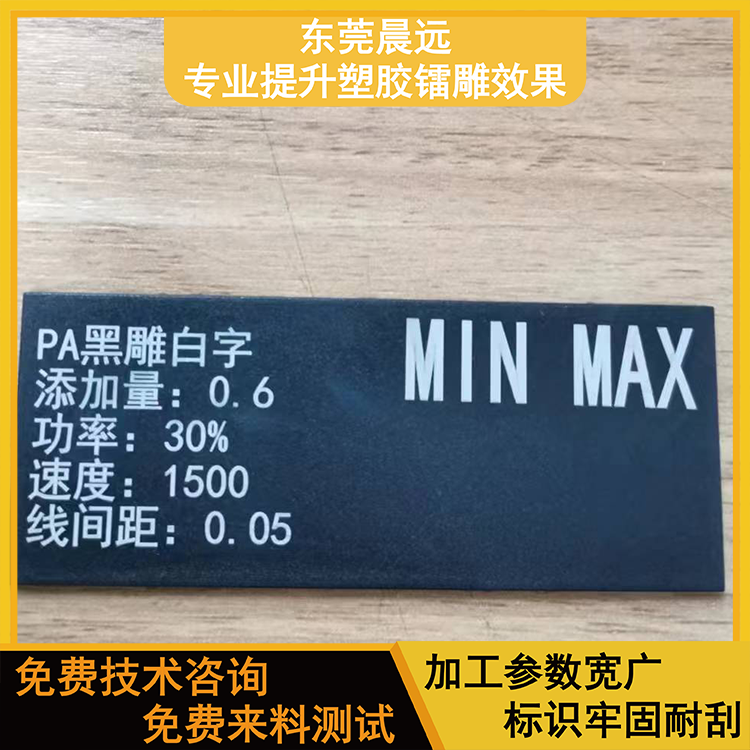 东莞晨远
专业提升塑胶镭雕效果
PA黑雕白字
添加量：0.6
功率：30%
速度：1500
线间距：0.05
MIN MAX
免费技术咨询
免费来料测试
加工参数宽广
标识牢固耐刮